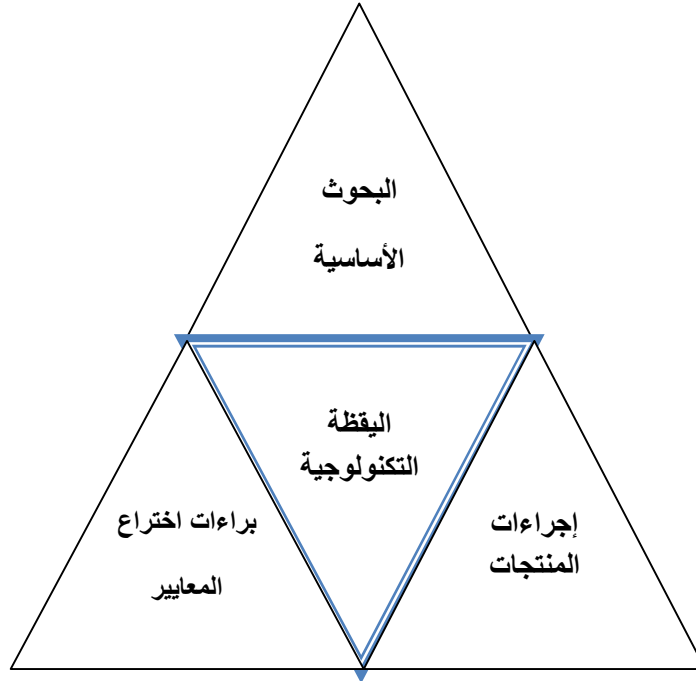 البحوث
الأساسية
اليقظة
التكنولوجية
إجراءات
المنتجات
براءات اختراع
المعايير